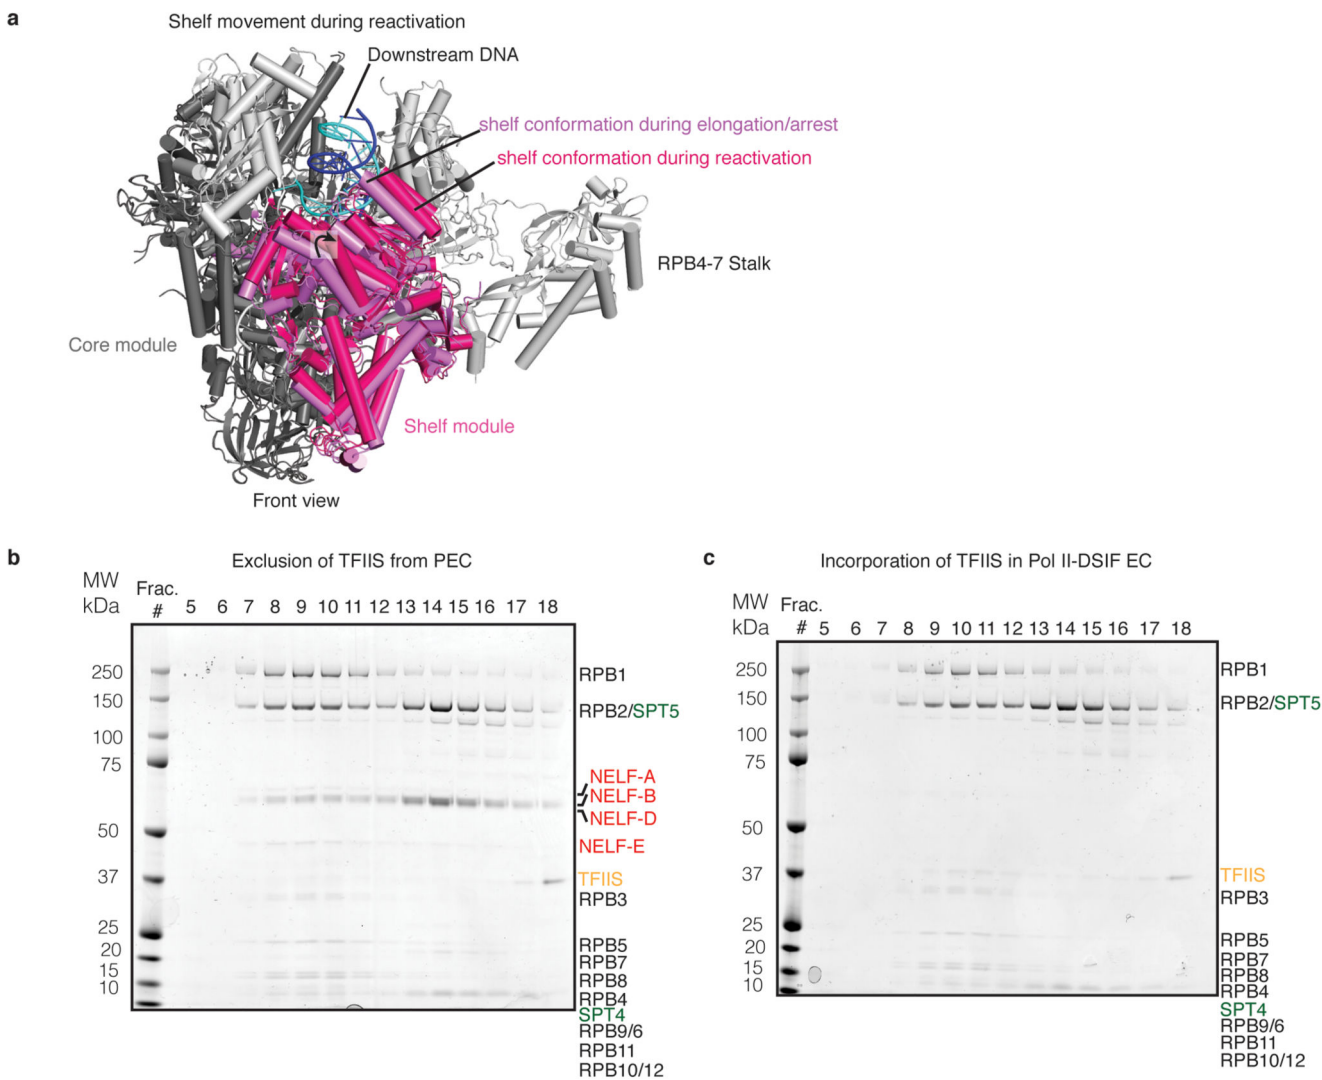 a
Shelf movement during reactivation
Downstream DNA
shelf conformation during elongation/arrest
shelf conformation during reactivation
RPB4-7 Stalk
Core module
Shelf module
Front view
b
Exclusion of TFIIS from PEC
MW
kDa
Frac.
#
5 6 7 8 9 10 11 12 13 14 15 16 17 18
250
150
100
75
50
37
25
20
15
10
RPB1
RPB2/SPT5
NELF-A
NELF-B
NELF-D
NELF-E
TFIIS
RPB3
RPB5
RPB7
RPB8
RPB4
SPT4
RPB9/6
RPB11
RPB10/12
c
Incorporation of TFIIS in Pol II-DSIF EC
MW
kDa
Frac.
#
5 6 7 8 9 10 11 12 13 14 15 16 17 18
250
150
100
75
50
37
25
20
15
10
RPB1
RPB2/SPT5
TFIIS
RPB3
RPB5
RPB7
RPB8
RPB4
SPT4
RPB9/6
RPB11
RPB10/12